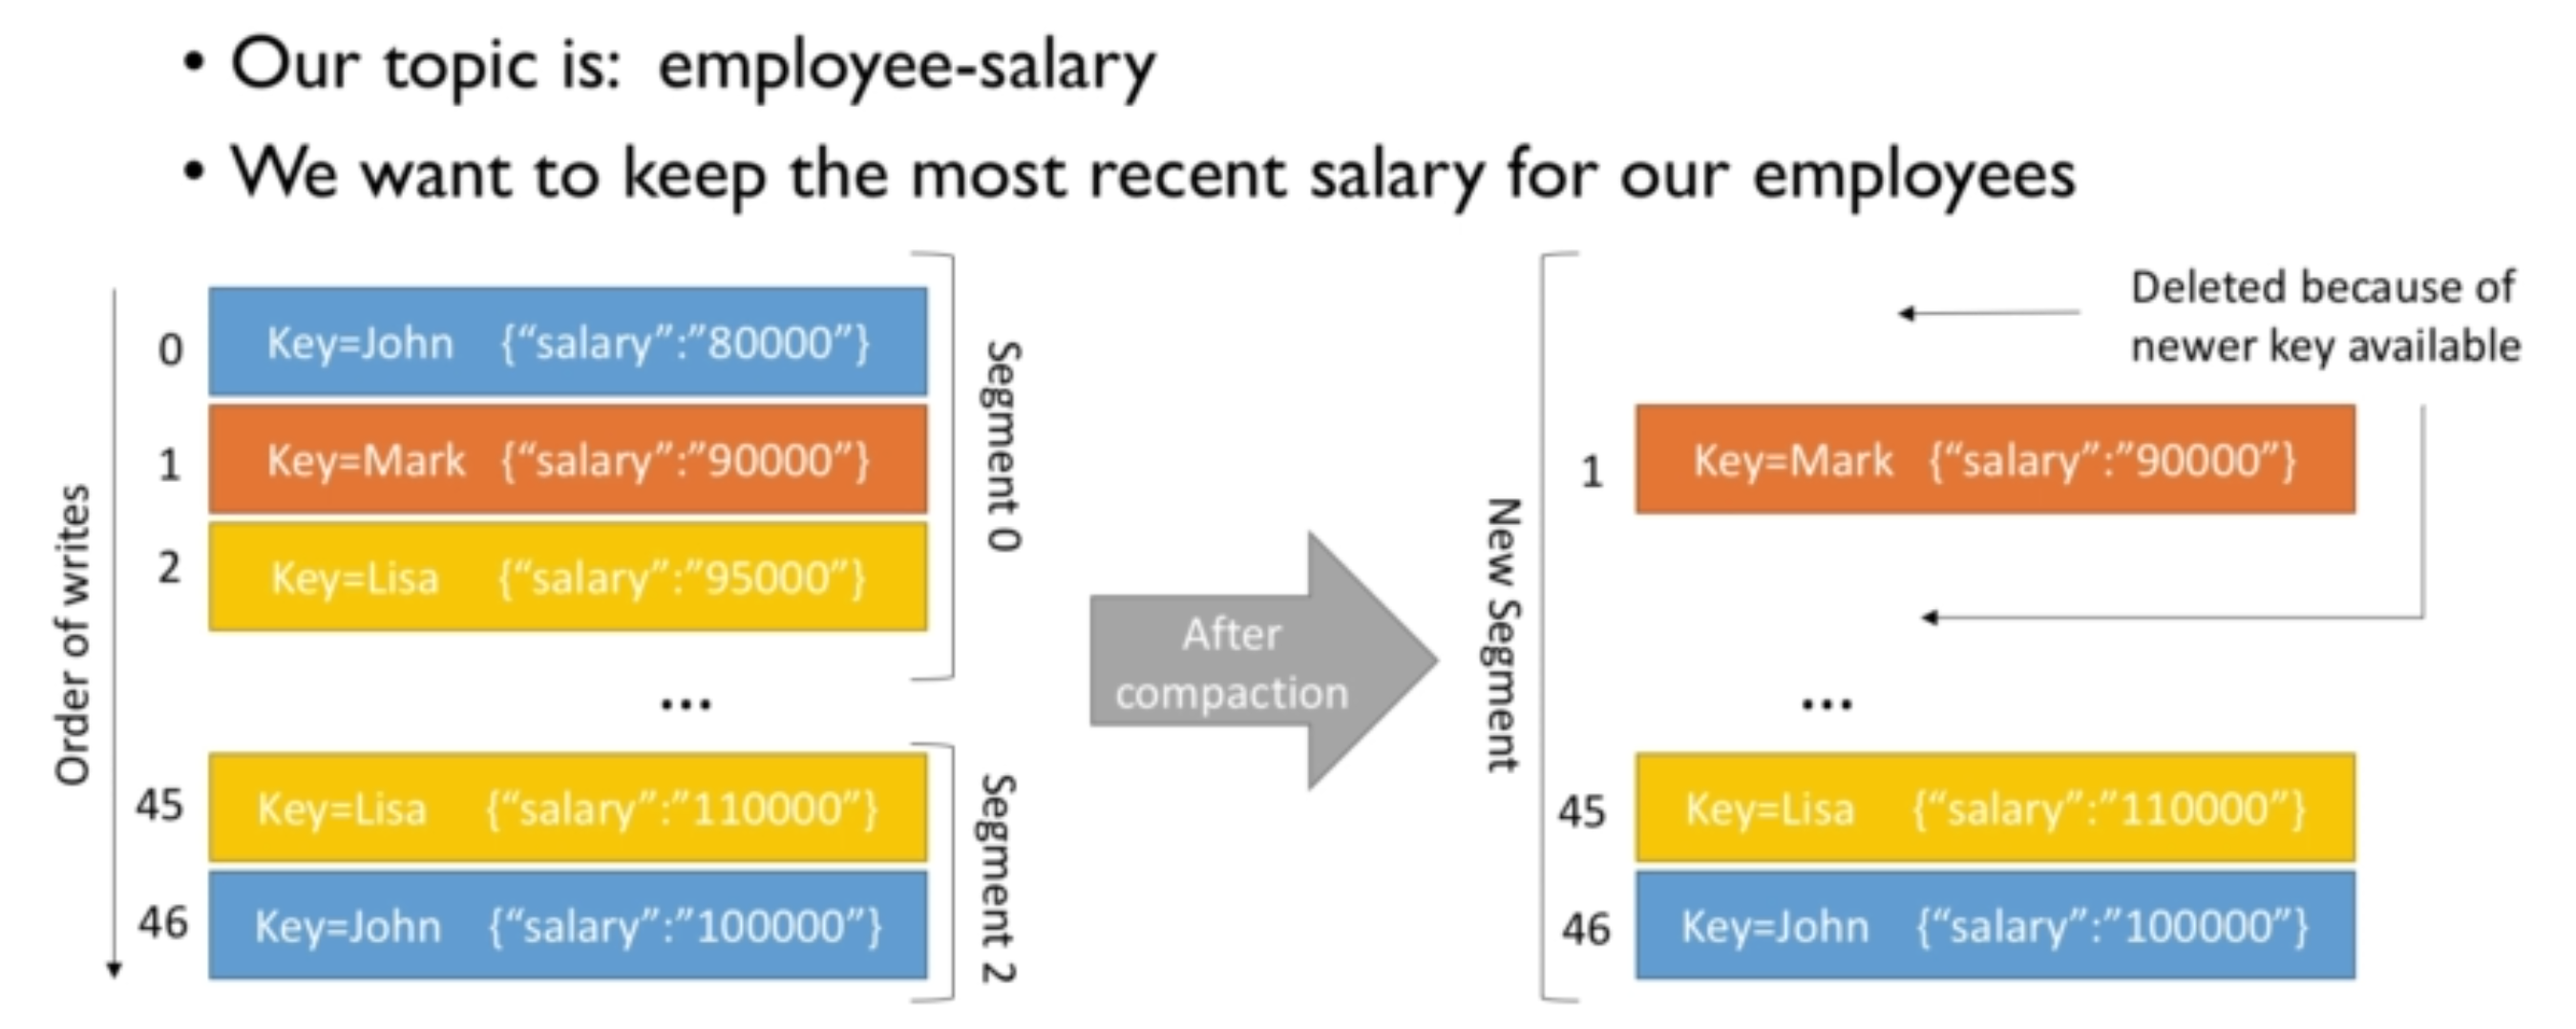 • Our topic is: employee-salary
• We want to keep the most recent salary for our employees
Order of writes
0 Key=John {“salary”:”80000”}
1 Key=Mark {“salary”:”90000”}
2 Key=Lisa {“salary”:”95000”}
...
45 Key=Lisa {“salary”:”110000”}
46 Key=John {“salary”:”100000”}
Segment 0
Segment 2
After
compaction
New Segment
Deleted because of
newer key available
1 Key=Mark {“salary”:”90000”}
...
45 Key=Lisa {“salary”:”110000”}
46 Key=John {“salary”:”100000”}